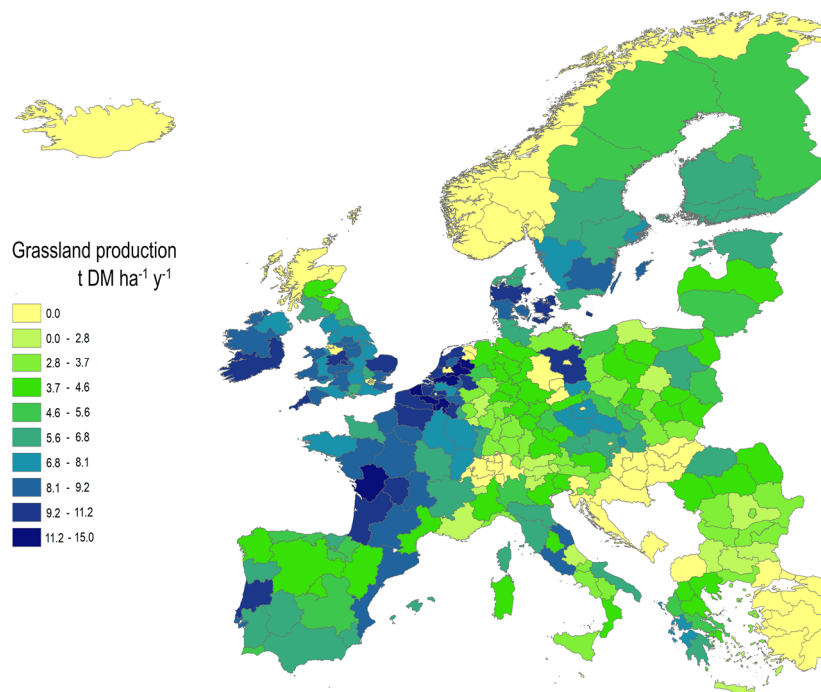 Grassland production
t DM ha⁻¹ y⁻¹
0.0
0.0 - 2.8
2.8 - 3.7
3.7 - 4.6
4.6 - 5.6
5.6 - 6.8
6.8 - 8.1
8.1 - 9.2
9.2 - 11.2
11.2 - 15.0